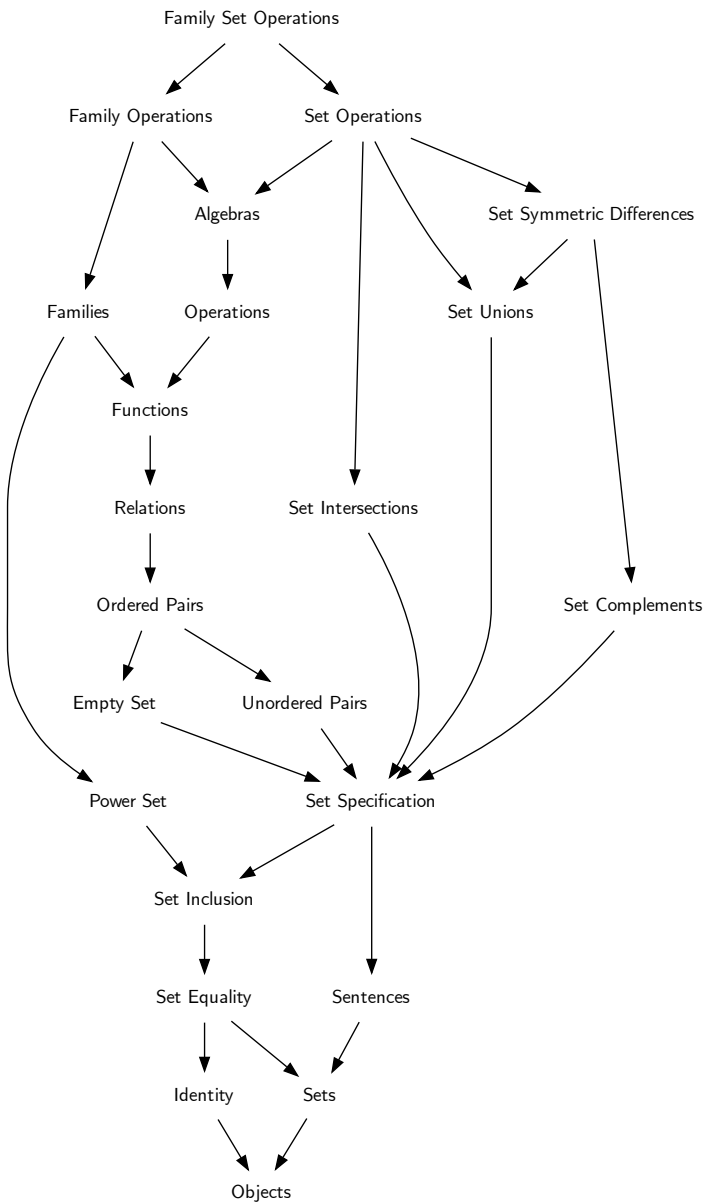 Family Set Operations
Family Operations
Set Operations
Algebras
Set Symmetric Differences
Families
Operations
Set Unions
Functions
Relations
Set Intersections
Ordered Pairs
Set Complements
Empty Set
Unordered Pairs
Power Set
Set Specification
Set Inclusion
Set Equality
Sentences
Identity
Sets
Objects